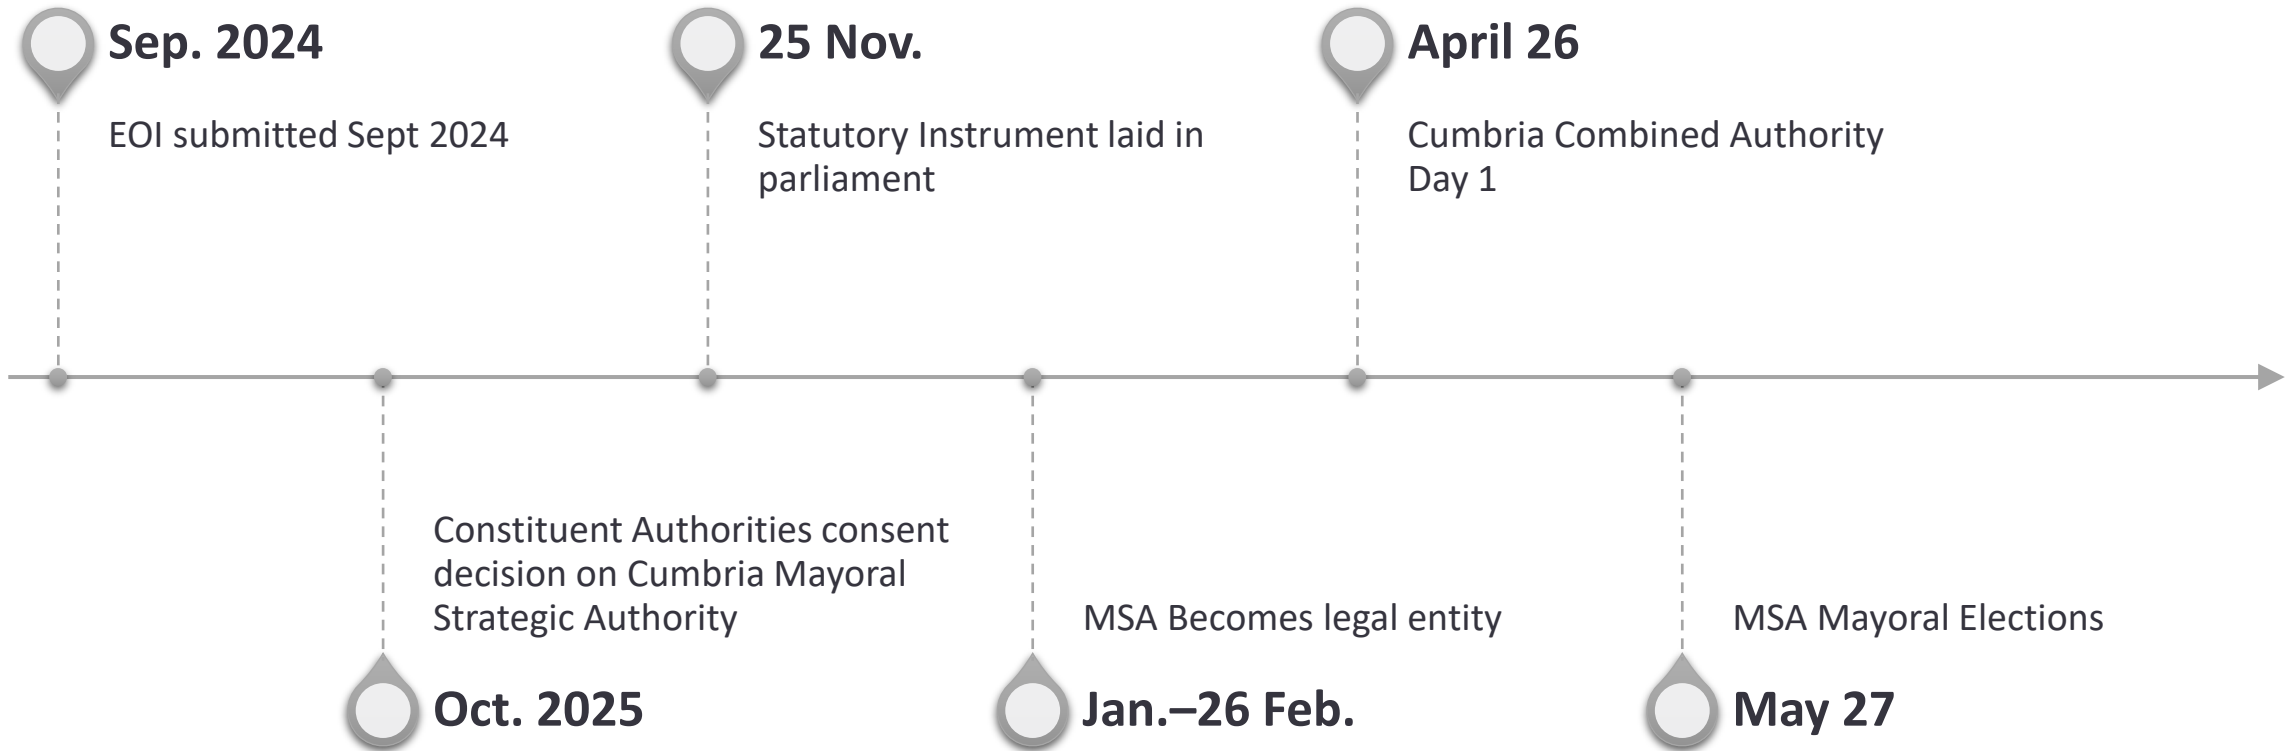 Sep. 2024
EOI submitted Sept 2024
25 Nov.
Statutory Instrument laid in
parliament
April 26
Cumbria Combined Authority
Day 1
Constituent Authorities consent
decision on Cumbria Mayoral
Strategic Authority
Oct. 2025
MSA Becomes legal entity
Jan.–26 Feb.
MSA Mayoral Elections
May 27